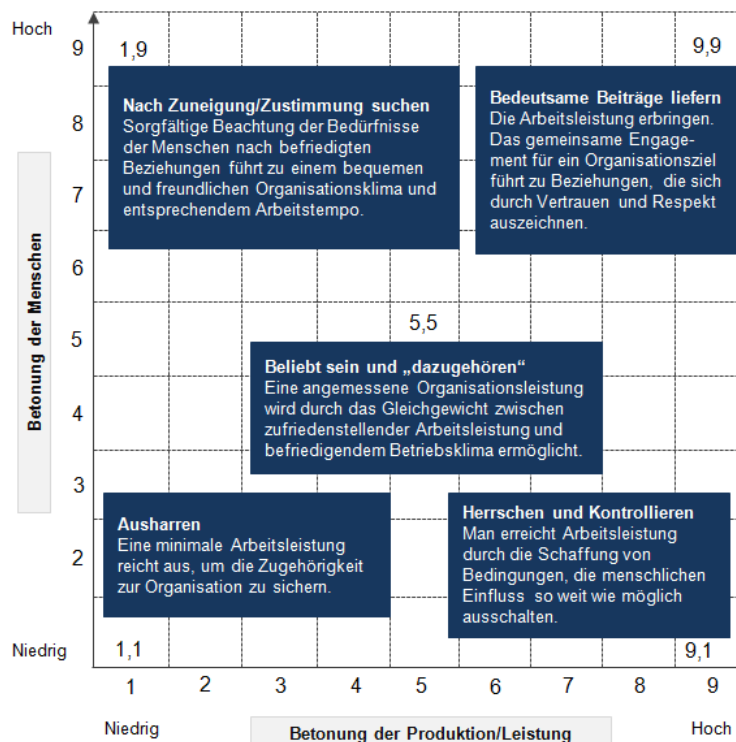 Hoch
9
1,9
9,9
Nach Zuneigung/Zustimmung suchen
Sorgfältige Beachtung der Bedürfnisse
der Menschen nach befriedigten
Beziehungen führt zu einem bequemen
und freundlichen Organisationsklima und
entsprechendem Arbeitstempo.
Bedeutsame Beiträge liefern
Die Arbeitsleistung erbringen.
Das gemeinsame Engage-
ment für ein Organisationsziel
führt zu Beziehungen, die sich
durch Vertrauen und Respekt
auszeichnen.
8
7
6
Betonung der Menschen
5
5,5
Beliebt sein und „dazugehören“
Eine angemessene Organisationsleistung
wird durch das Gleichgewicht zwischen
zufriedenstellender Arbeitsleistung und
befriedigendem Betriebsklima ermöglicht.
4
3
Ausharren
Eine minimale Arbeitsleistung
reicht aus, um die Zugehörigkeit
zur Organisation zu sichern.
Herrschen und Kontrollieren
Man erreicht Arbeitsleistung
durch die Schaffung von
Bedingungen, die menschlichen
Einfluss so weit wie möglich
ausschalten.
2
Niedrig
1,1
9,1
1 2 3 4 5 6 7 8 9
Niedrig
Betonung der Produktion/Leistung
Hoch